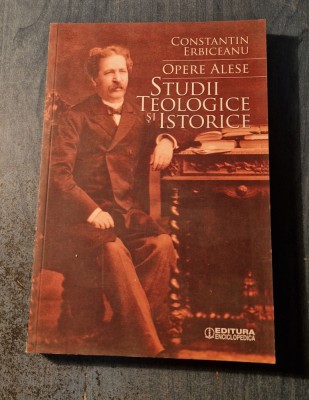 CONSTANTIN
ERBICEANU
OPERE ALESE
STUDII
TEOLOGICE
ȘI ISTORICE
EDITURA
ENCICLOPEDICĂ